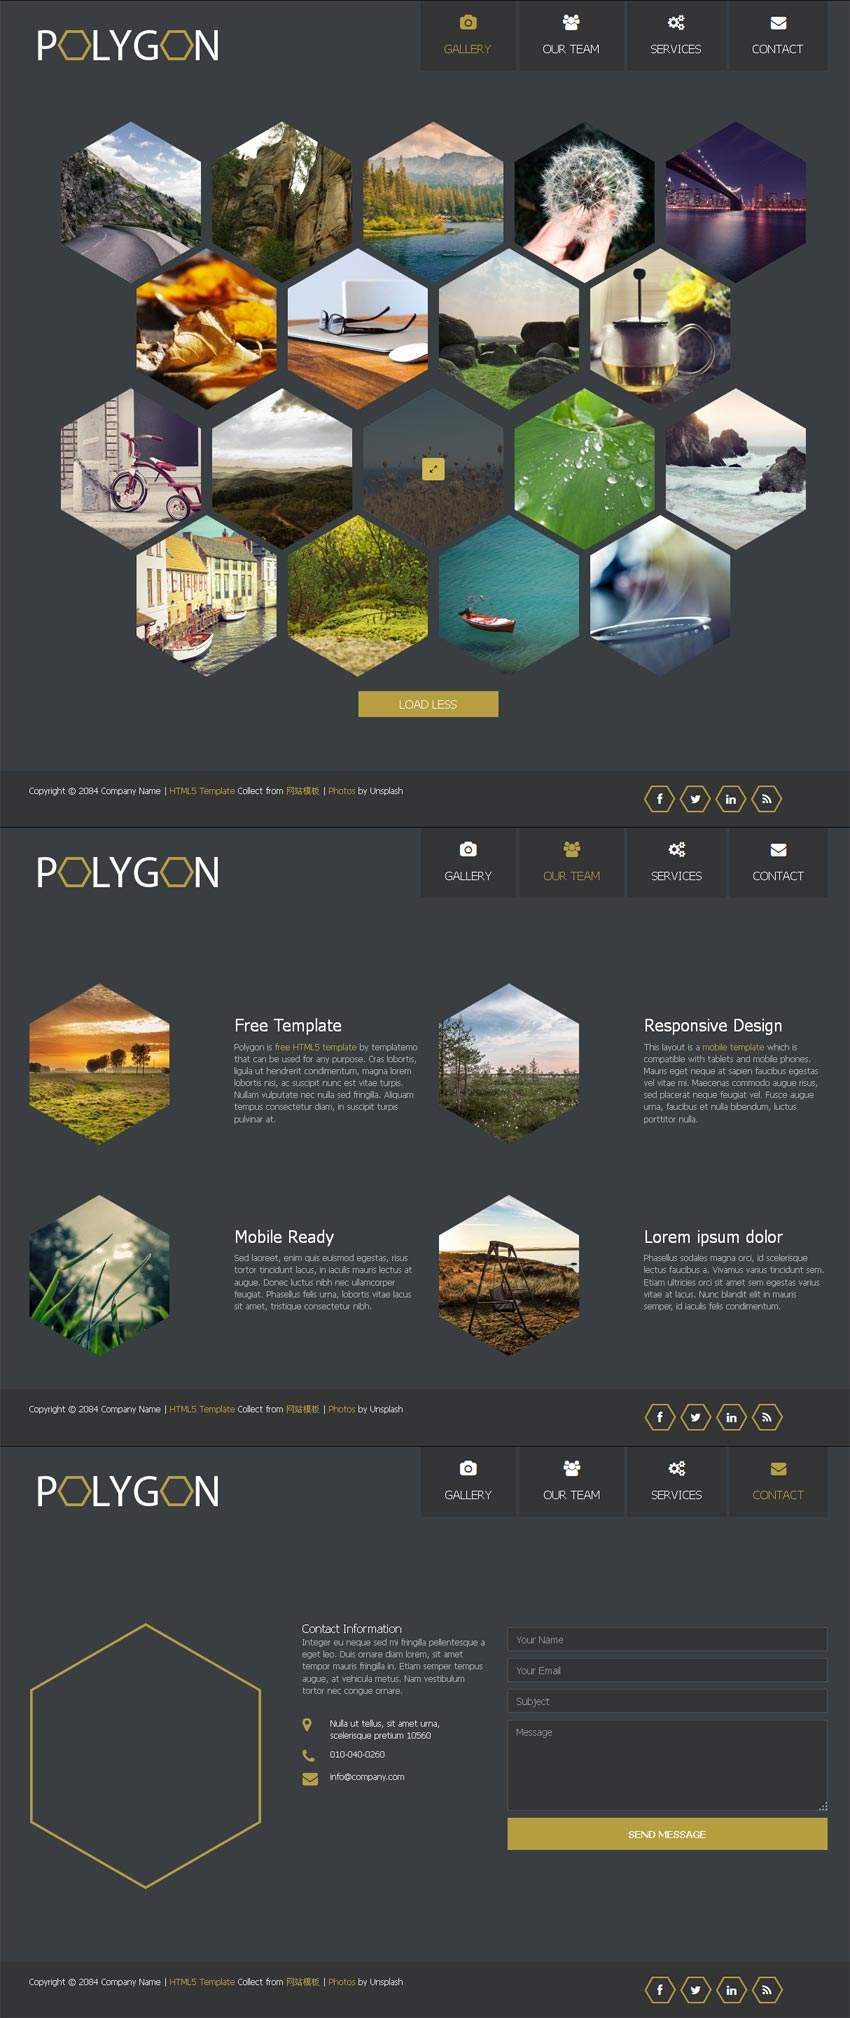 POLYGON
GALLERY
OUR TEAM
SERVICES
CONTACT
LOAD LESS
Copyright © 2084 Company Name | HTML5 Template Collect from 网站模板 | Photos by Unsplash
POLYGON
GALLERY
OUR TEAM
SERVICES
CONTACT
Free Template
Polygon is free HTML5 template by templatemo
that can be used for any purpose. Cras lobortis,
ligula ut hendrerit condimentum, magna lorem
lobortis nisi, ac suscipit nunc est vitae turpis.
Nullam vulputate nec nulla sed fringilla. Aliquam
tempus consectetur diam, in suscipit turpis
pulvinar at.
Responsive Design
This layout is a mobile template which is
compatible with tablets and mobile phones.
Mauris eget neque at sapien faucibus egestas
vel vitae mi. Maecenas commodo augue risus,
sed placerat neque feugiat vel. Fusce augue
urna, faucibus et nulla bibendum, luctus
porttitor nulla.
Mobile Ready
Sed laoreet, enim quis euismod egestas, risus
tortor tincidunt lacus, in iaculis mauris lectus at
augue. Donec luctus nibh nec ullamcorper
feugiat. Phasellus felis urna, lobortis vitae lacus
sit amet, tristique consectetur nibh.
Lorem ipsum dolor
Phasellus sodales magna orci, id scelerisque
lectus faucibus a. Vivamus varius tincidunt sem.
Etiam ultricies orci sit amet sem egestas varius
vitae at lacus. Nunc blandit elit in mauris
semper, id iaculis felis condimentum.
Copyright © 2084 Company Name | HTML5 Template Collect from 网站模板 | Photos by Unsplash
POLYGON
GALLERY
OUR TEAM
SERVICES
CONTACT
Contact Information
Integer eu neque sed mi fringilla pellentesque a
eget leo. Duis ornare diam lorem, sit amet
tempor mauris fringilla in. Etiam semper tempus
augue, at vehicula metus. Nam vestibulum
tortor nec congue ornare.
Nulla ut tellus, sit amet urna,
scelerisque pretium 10560
010-040-0260
info@company.com
Your Name
Your Email
Subject
Message
SEND MESSAGE
Copyright © 2084 Company Name | HTML5 Template Collect from 网站模板 | Photos by Unsplash